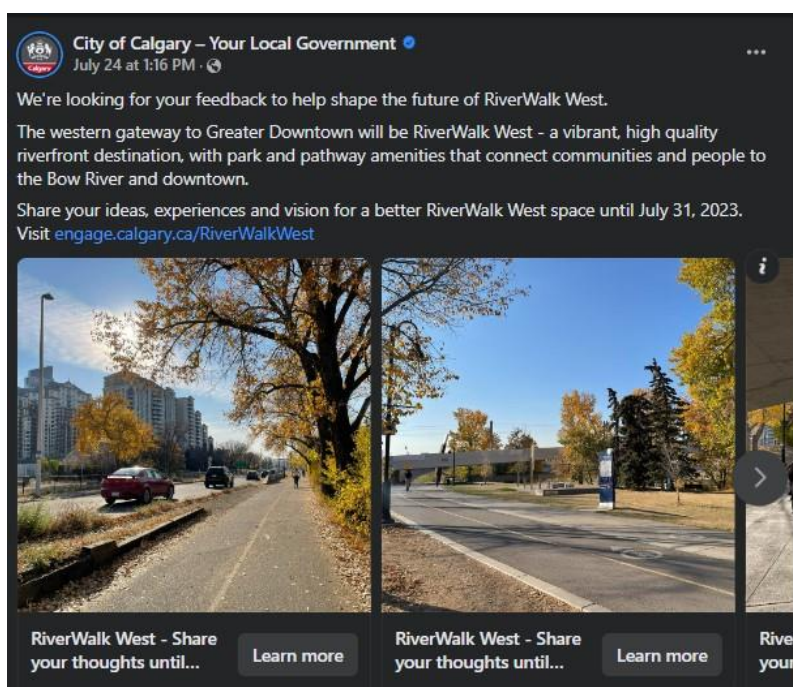 City of Calgary – Your Local Government
July 24 at 1:16 PM ·
We're looking for your feedback to help shape the future of RiverWalk West.
The western gateway to Greater Downtown will be RiverWalk West - a vibrant, high quality
riverfront destination, with park and pathway amenities that connect communities and people to
the Bow River and downtown.
Share your ideas, experiences and vision for a better RiverWalk West space until July 31, 2023.
Visit engage.calgary.ca/RiverWalkWest
RiverWalk West - Share
your thoughts until...
Learn more
RiverWalk West - Share
your thoughts until...
Learn more
Rive
your